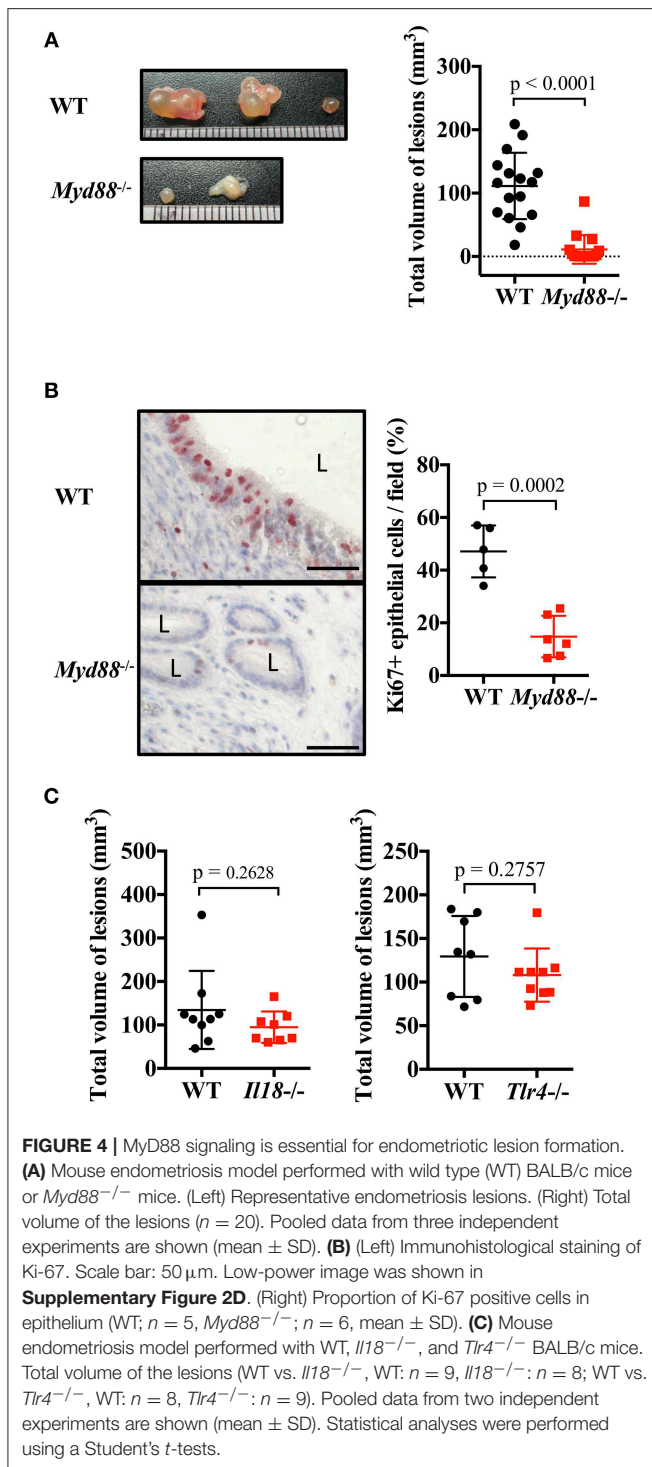 A
WT
Myd88-/-
Total volume of lesions (mm3)
300
200
100
0
p < 0.0001
WT Myd88-/-
B
WT
L
Myd88-/-
L
L
L
Ki67+ epithelial cells / field (%)
80
60
40
20
0
p = 0.0002
WT Myd88-/-
C
Total volume of lesions (mm3)
500
400
300
200
100
0
p = 0.2628
WT Il18-/-
Total volume of lesions (mm3)
250
200
150
100
50
0
p = 0.2757
WT Tlr4-/-
FIGURE 4 | MyD88 signaling is essential for endometriotic lesion formation.
(A) Mouse endometriosis model performed with wild type (WT) BALB/c mice
or Myd88−/− mice. (Left) Representative endometriosis lesions. (Right) Total
volume of the lesions (n = 20). Pooled data from three independent
experiments are shown (mean ± SD). (B) (Left) Immunohistological staining of
Ki-67. Scale bar: 50 μm. Low-power image was shown in
Supplementary Figure 2D. (Right) Proportion of Ki-67 positive cells in
epithelium (WT; n = 5, Myd88−/−; n = 6, mean ± SD). (C) Mouse
endometriosis model performed with WT, Il18−/−, and Tlr4−/− BALB/c mice.
Total volume of the lesions (WT vs. Il18−/−, WT: n = 9, Il18−/−: n = 8; WT vs.
Tlr4−/−, WT: n = 8, Tlr4−/−: n = 9). Pooled data from two independent
experiments are shown (mean ± SD). Statistical analyses were performed
using a Student's t-tests.